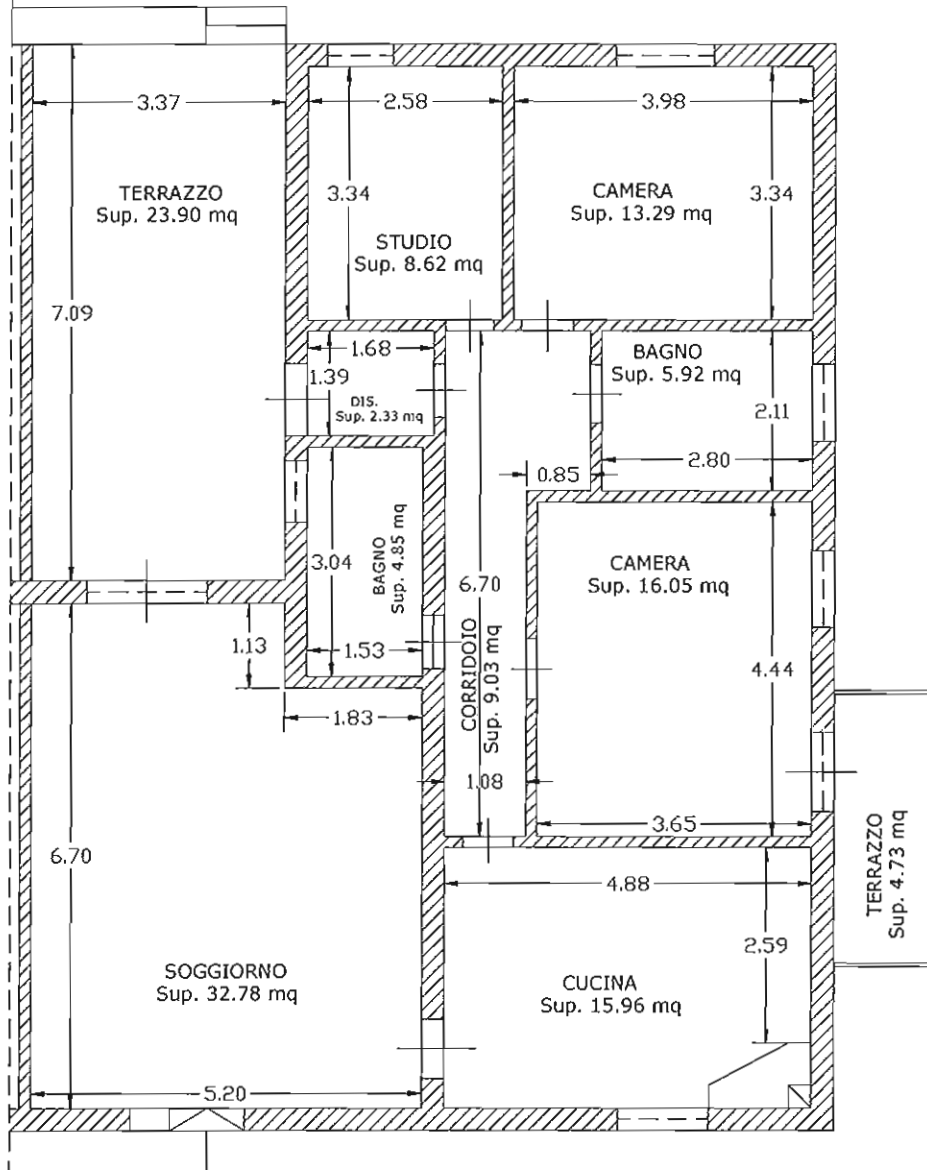 3.37
2.58
3.98
TERRAZZO
Sup. 23.90 mq
3.34
CAMERA
Sup. 13.29 mq
3.34
STUDIO
Sup. 8.62 mq
7.09
1.68
1.39
DIS.
Sup. 2.33 mq
BAGNO
Sup. 5.92 mq
2.11
2.80
0.85
3.04
BAGNO
Sup. 4.85 mq
CAMERA
Sup. 16.05 mq
6.70
1.13
1.53
CORRIDOIO
Sup. 9.03 mq
4.44
1.83
1.08
3.65
6.70
4.88
TERRAZZO
Sup. 4.73 mq
2.59
SOGGIORNO
Sup. 32.78 mq
CUCINA
Sup. 15.96 mq
5.20